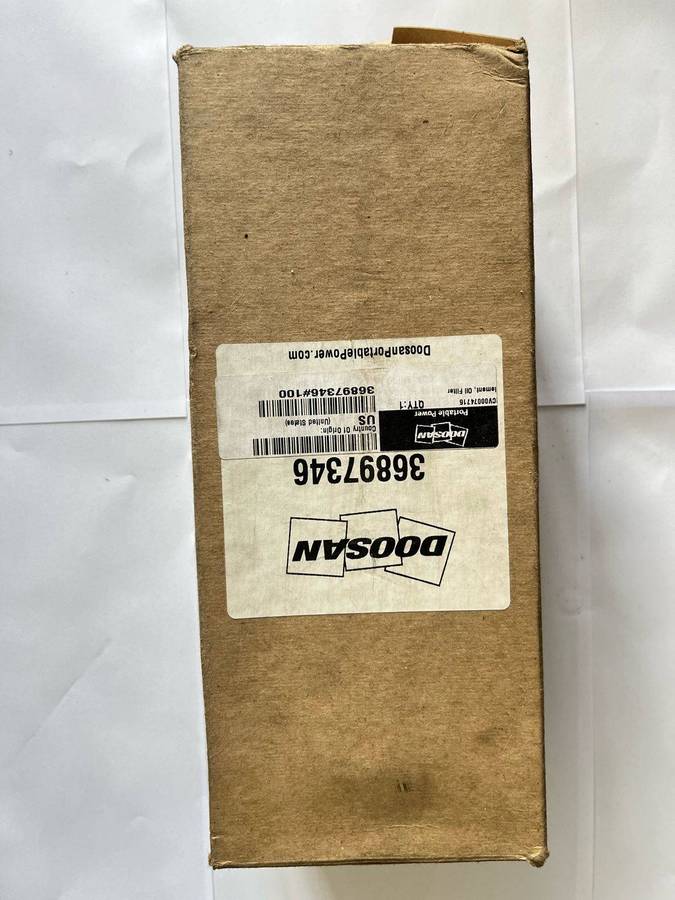 DOOSAN
36897346
DOOSAN
Portable Power
Country Of Origin:
US
(United States)
CV0074715
QTY:1
lement, Oil Filter
36897346#100
DoosanPortablePower.com